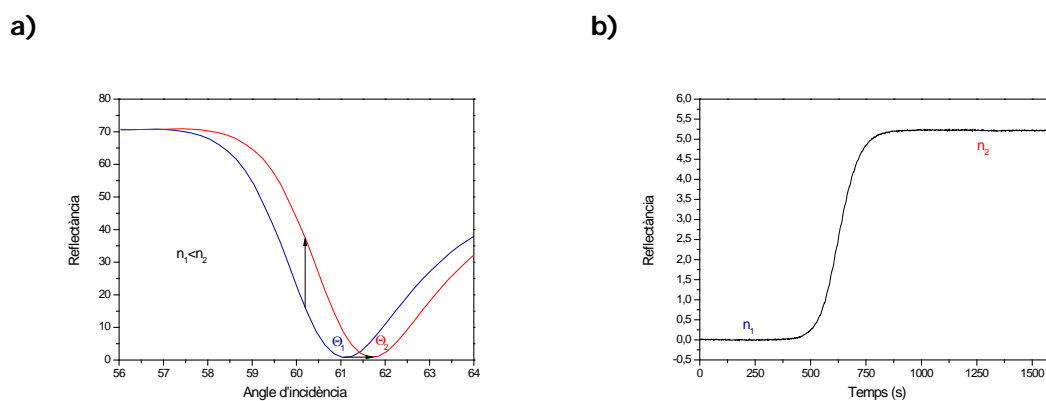 a)
80
70
60
50
40
30
20
10
0
Reflectància
n1<n2
Θ1
Θ2
56 57 58 59 60 61 62 63 64
Angle d'incidència
b)
6,0
5,5
5,0
4,5
4,0
3,5
3,0
2,5
2,0
1,5
1,0
0,5
0,0
-0,5
Reflectància
n2
n1
0 250 500 750 1000 1250 1500
Temps (s)